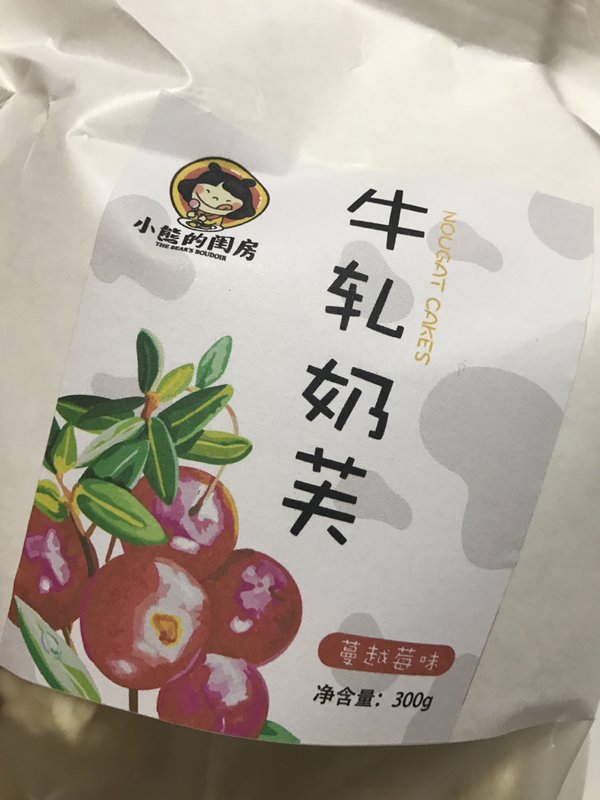 小熊的闺房
THE BEAR'S BOUDOIR
牛轧奶芙
NOUGAT CAKES
蔓越莓味
净含量：300g